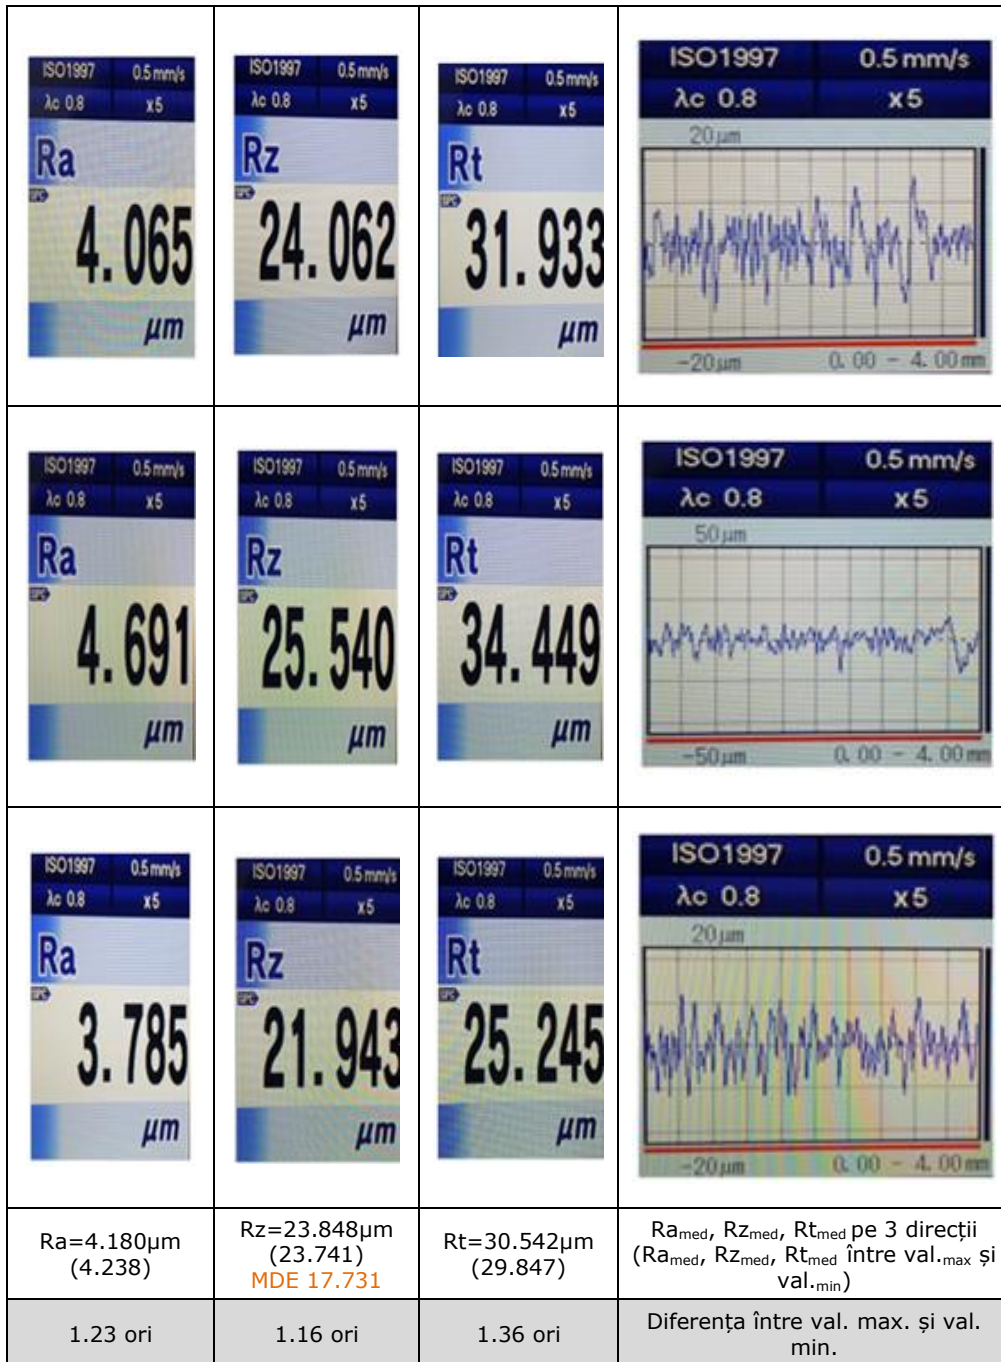 ISO1997 0.5 mm/s
λc 0.8 x5
Ra
SPC
4.065
µm
ISO1997 0.5 mm/s
λc 0.8 x5
Rz
SPC
24.062
µm
ISO1997 0.5 mm/s
λc 0.8 x5
Rt
SPC
31.933
µm
ISO1997 0.5 mm/s
λc 0.8 x5
20µm
-20µm 0.00 - 4.00mm
ISO1997 0.5 mm/s
λc 0.8 x5
Ra
SPC
4.691
µm
ISO1997 0.5 mm/s
λc 0.8 x5
Rz
SPC
25.540
µm
ISO1997 0.5 mm/s
λc 0.8 x5
Rt
SPC
34.449
µm
ISO1997 0.5 mm/s
λc 0.8 x5
50µm
-50µm 0.00 - 4.00mm
ISO1997 0.5 mm/s
λc 0.8 x5
Ra
SPC
3.785
µm
ISO1997 0.5 mm/s
λc 0.8 x5
Rz
SPC
21.943
µm
ISO1997 0.5 mm/s
λc 0.8 x5
Rt
SPC
25.245
µm
ISO1997 0.5 mm/s
λc 0.8 x5
20µm
-20µm 0.00 - 4.00mm
Ra=4.180µm
(4.238)
Rz=23.848µm
(23.741)
MDE 17.731
Rt=30.542µm
(29.847)
Ramed, Rzmed, Rtmed pe 3 direcții
(Ramed, Rzmed, Rtmed între val.max și
val.min)
1.23 ori
1.16 ori
1.36 ori
Diferența între val. max. și val.
min.